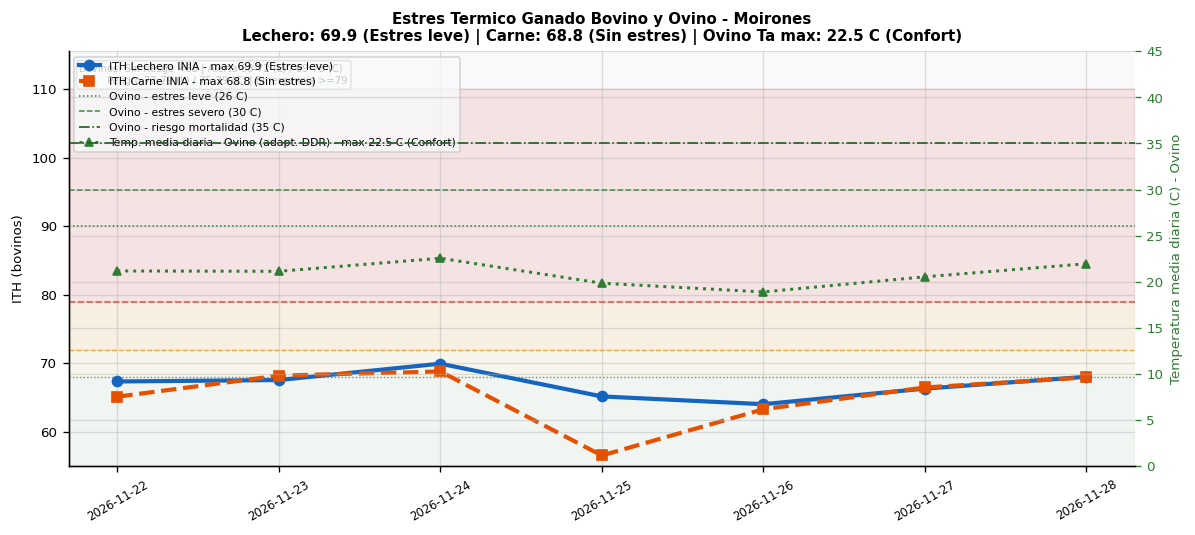 Estres Termico Ganado Bovino y Ovino - Moirones
Lechero: 69.9 (Estres leve) | Carne: 68.8 (Sin estres) | Ovino Ta max: 22.5 C (Confort)
ITH Lechero INIA - max 69.9 (Estres leve)
ITH Carne INIA - max 68.8 (Sin estres)
>=79
Ovino - estres leve (26 C)
Ovino - estres severo (30 C)
Ovino - riesgo mortalidad (35 C)
Temp. media diaria - Ovino (adapt. DDR) - max 22.5 C (Confort)
ITH (bovinos)
110
100
90
80
70
60
45
40
35
30
25
20
15
10
5
0
Temperatura media diaria (C) - Ovino
2026-11-22
2026-11-23
2026-11-24
2026-11-25
2026-11-26
2026-11-27
2026-11-28